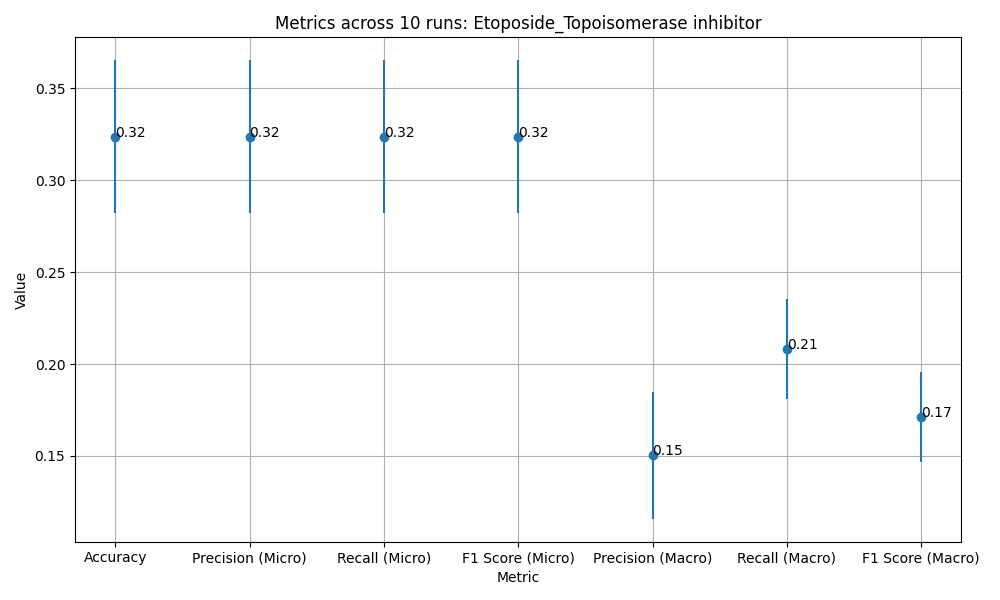 Metrics across 10 runs: Etoposide_Topoisomerase inhibitor
0.35
0.30
0.25
0.20
0.15
Value
0.32
0.32
0.32
0.32
0.15
0.21
0.17
Accuracy
Precision (Micro)
Recall (Micro)
F1 Score (Micro)
Precision (Macro)
Recall (Macro)
F1 Score (Macro)
Metric